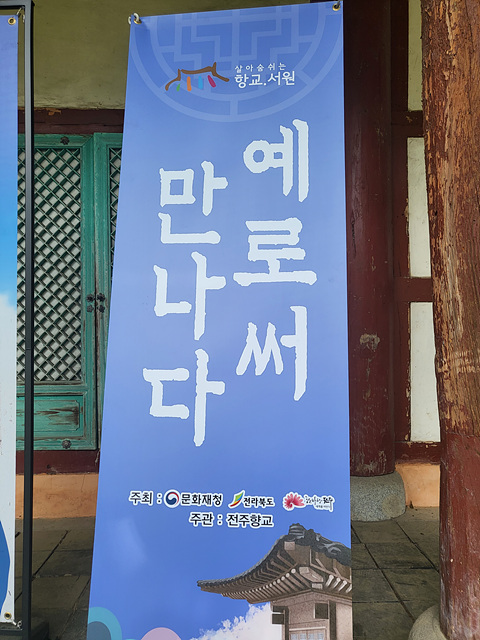 살아숨쉬는
향교, 서원
예로써
만나다
주최 : 문화재청 전라북도
주관 : 전주향교